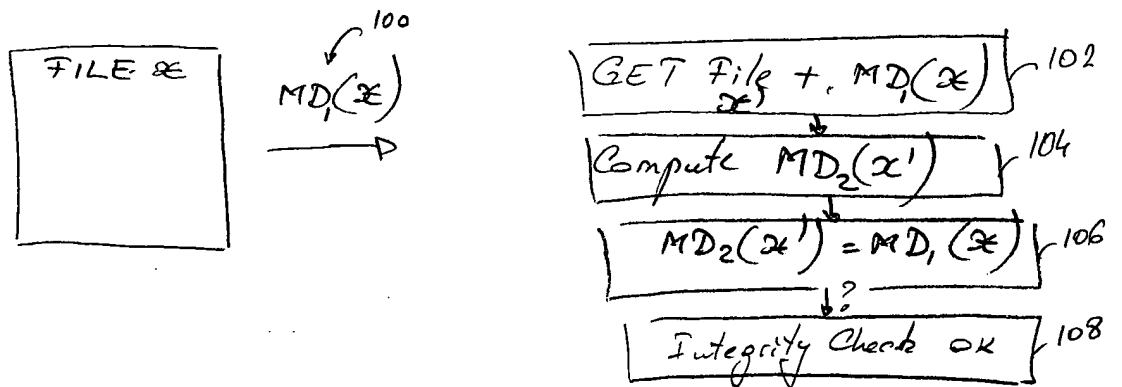 100
FILE x
MD₁(x)
GET File x' + MD₁(x)
102
Compute MD₂(x')
104
MD₂(x') = MD₁(x)
106
?
Integrity Check OK
108